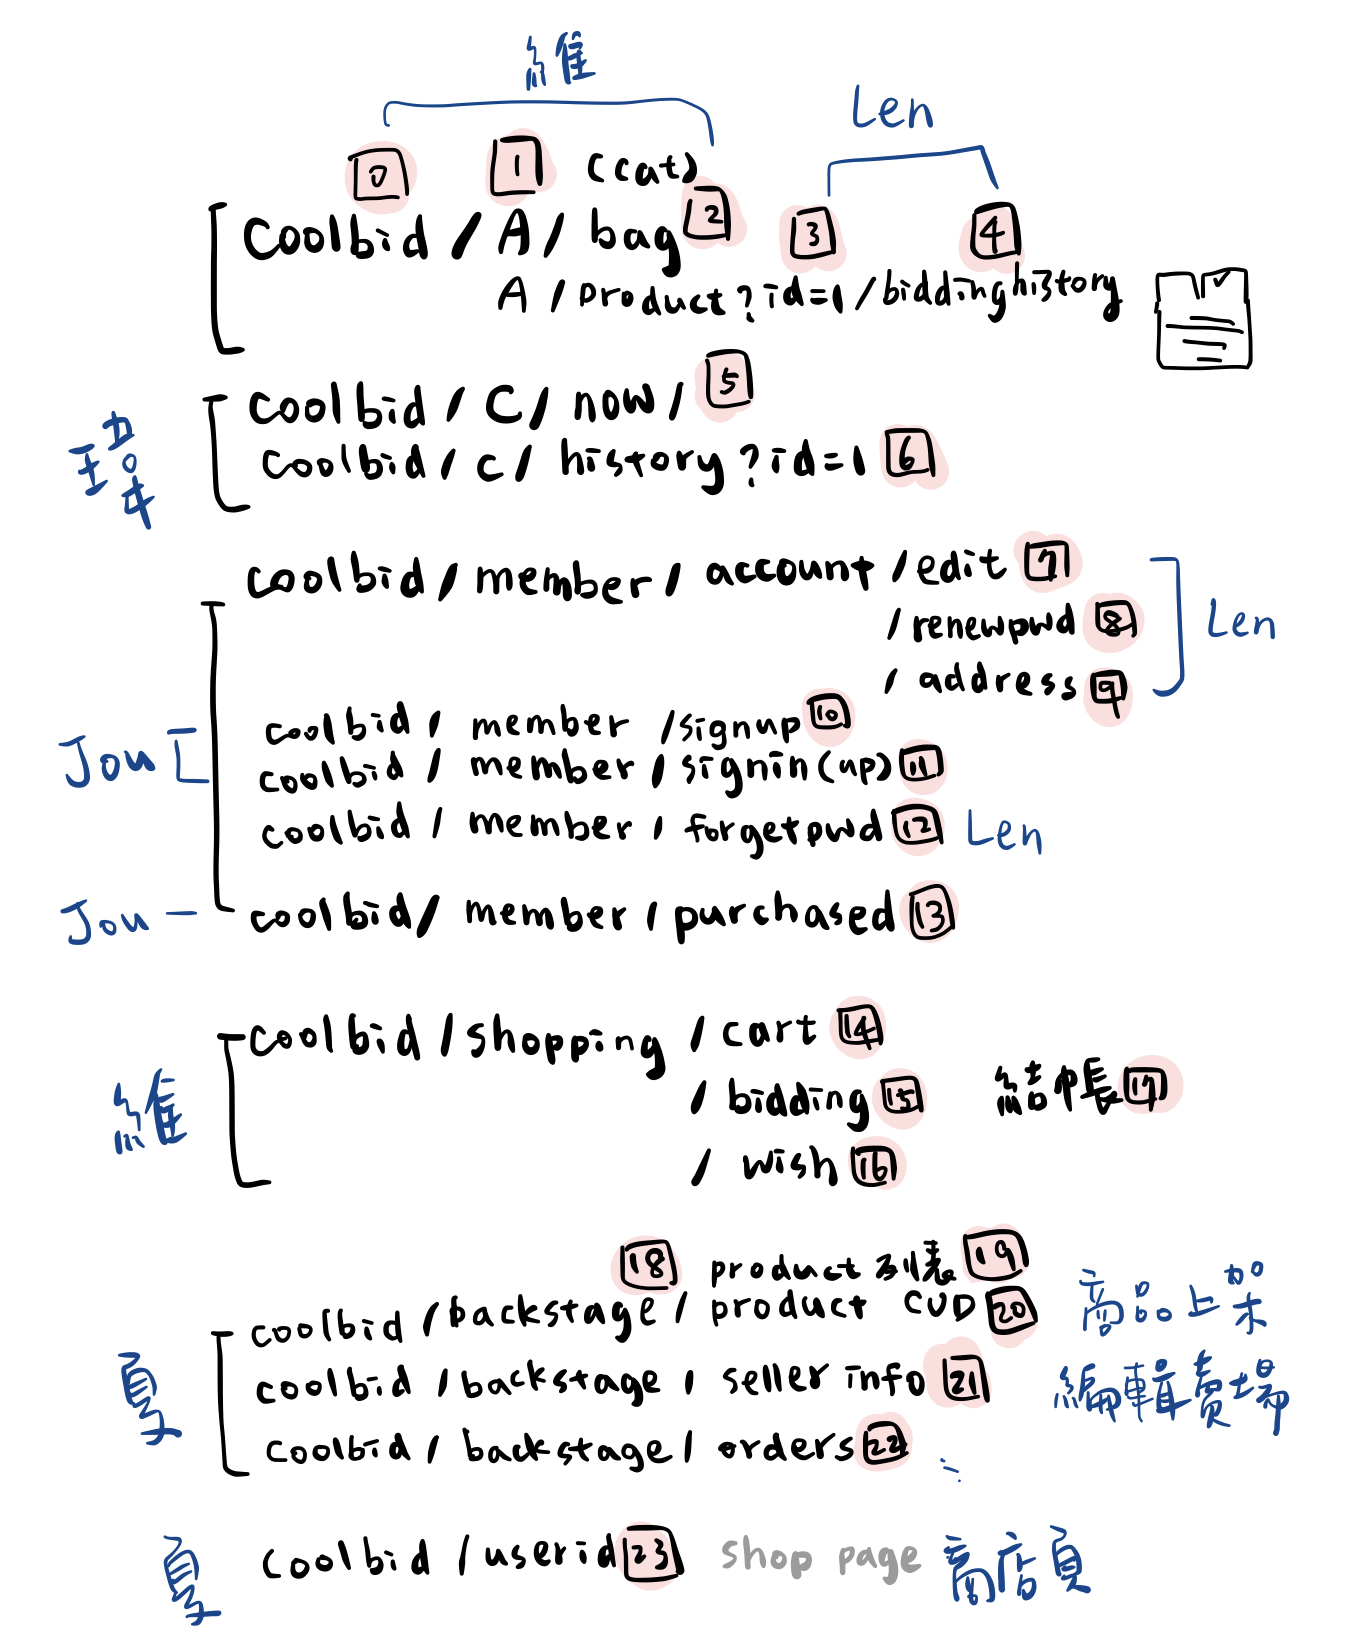 維
Len
0 1 (cat)
coolbid / A / bag 2 3 4
A / product?id=1 / biddinghistory
coolbid / C / now / 5
琴
coolbid / c / history?id=1 6
coolbid / member / account / edit 7
/ renewpwd 8 Len
/ address 9
coolbid / member / signup 10
Jou
coolbid / member / signin(up) 11
coolbid / member / forgetpwd 12 Len
Jou - coolbid / member / purchased 13
coolbid / shopping / cart 14
維
/ bidding 15 結帳 17
/ wish 16
18 product 列表 19
coolbid / backstage / product CUD 20 商品上架
夏
coolbid / backstage / seller info 21 編輯賣場
coolbid / backstage / orders 22
夏
coolbid / userid 23 shop page 商店頁